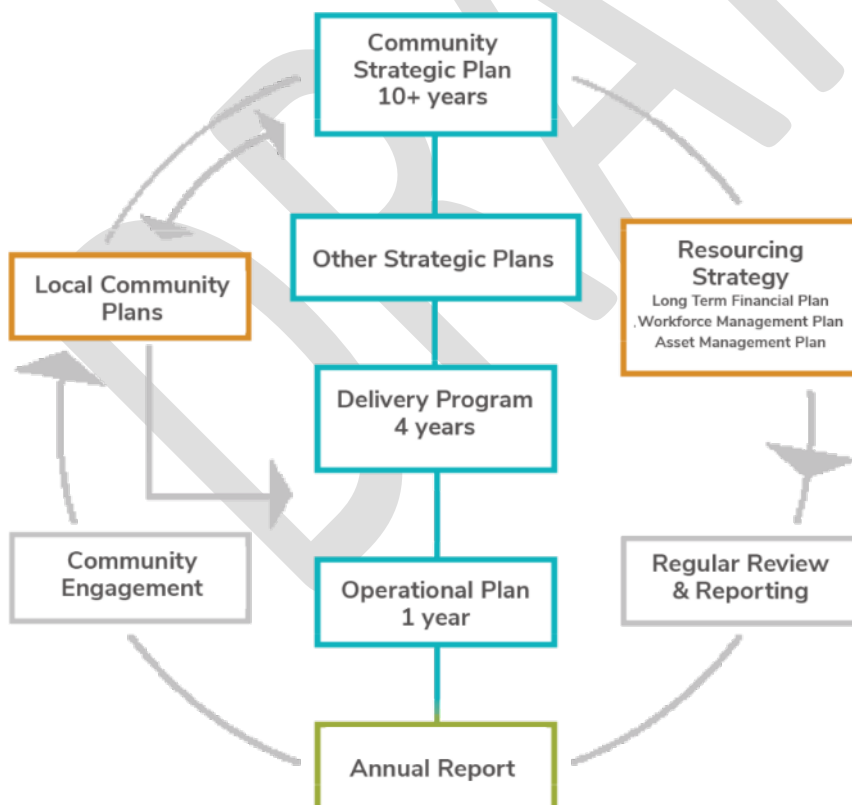 Community
Strategic Plan
10+ years
Other Strategic Plans
Local Community
Plans
Resourcing
Strategy
Long Term Financial Plan
Workforce Management Plan
Asset Management Plan
Delivery Program
4 years
Community
Engagement
Operational Plan
1 year
Regular Review
& Reporting
Annual Report